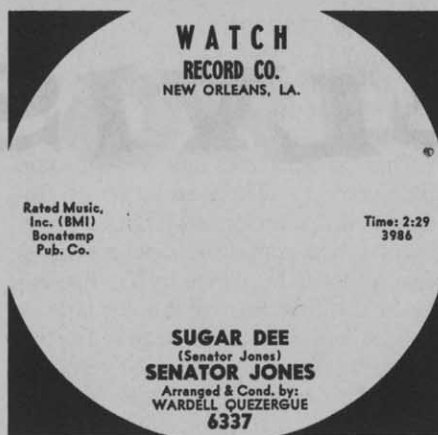 WATCH
RECORD CO.
NEW ORLEANS, LA.
Rated Music,
Inc. (BMI)
Bonatemp
Pub. Co.
Time: 2:29
3986
SUGAR DEE
(Senator Jones)
SENATOR JONES
Arranged & Cond. by:
WARDELL QUEZERGUE
6337